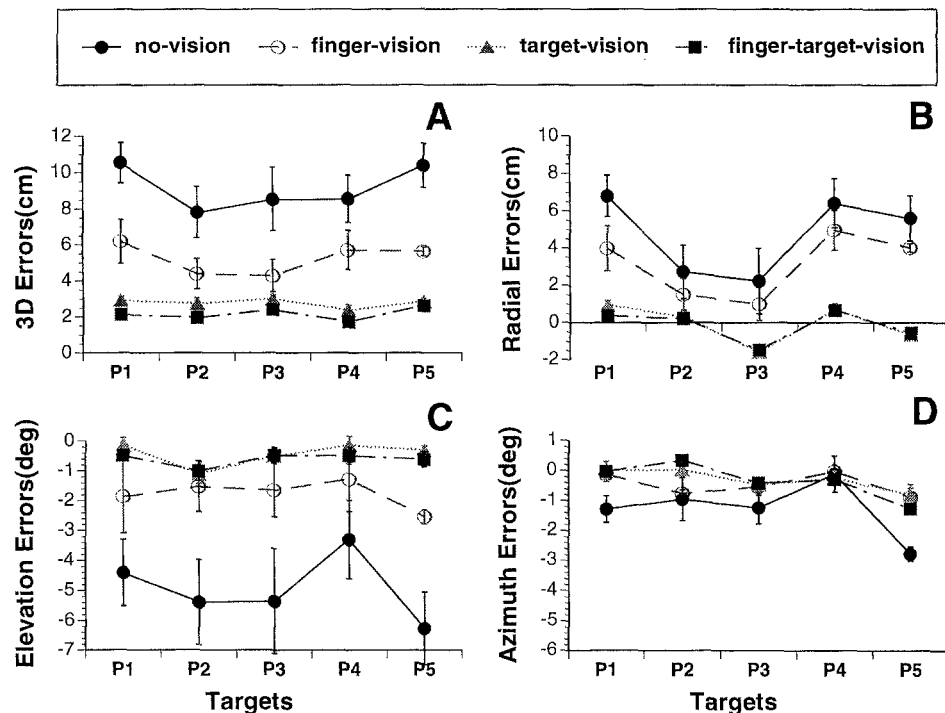 no-vision finger-vision target-vision finger-target-vision
A
3D Errors(cm)
12
10
8
6
4
2
0
P1 P2 P3 P4 P5
B
Radial Errors(cm)
10
8
6
4
2
0
-2
P1 P2 P3 P4 P5
C
Elevation Errors(deg)
0
-1
-2
-3
-4
-5
-6
-7
P1 P2 P3 P4 P5
Targets
D
Azimuth Errors(deg)
1
0
-1
-2
-3
-4
-5
-6
P1 P2 P3 P4 P5
Targets